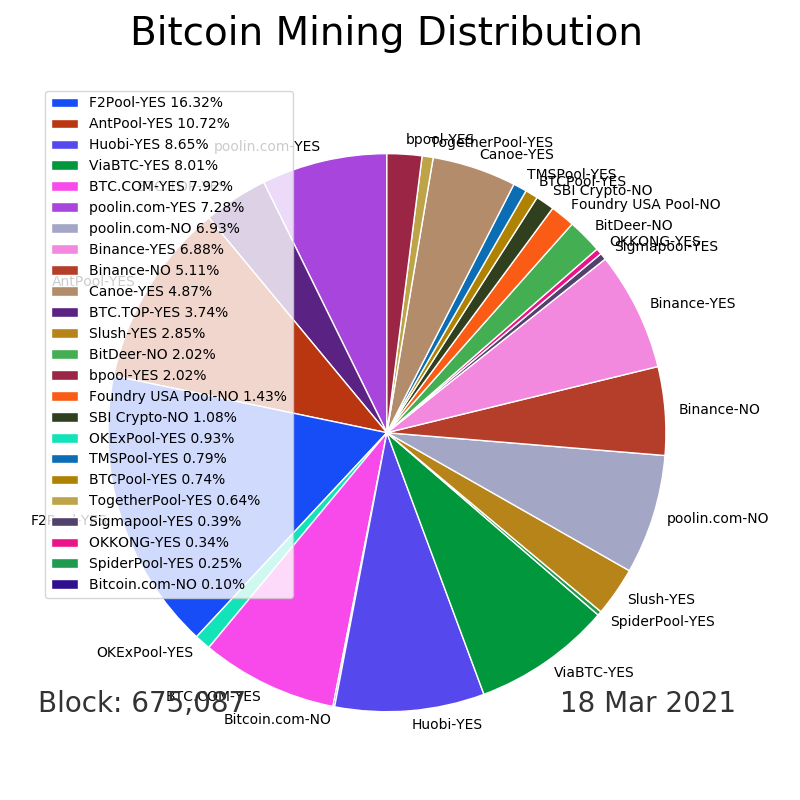 Bitcoin Mining Distribution
F2Pool-YES 16.32%
AntPool-YES 10.72%
Huobi-YES 8.65%
ViaBTC-YES 8.01%
BTC.COM-YES 7.92%
poolin.com-YES 7.28%
poolin.com-NO 6.93%
Binance-YES 6.88%
Binance-NO 5.11%
Canoe-YES 4.87%
BTC.TOP-YES 3.74%
Slush-YES 2.85%
BitDeer-NO 2.02%
bpool-YES 2.02%
Foundry USA Pool-NO 1.43%
SBI Crypto-NO 1.08%
OKExPool-YES 0.93%
TMSPool-YES 0.79%
BTCPool-YES 0.74%
TogetherPool-YES 0.64%
Sigmapool-YES 0.39%
OKKONG-YES 0.34%
SpiderPool-YES 0.25%
Bitcoin.com-NO 0.10%
bpool-YES
TogetherPool-YES
Canoe-YES
TMSPool-YES
BTCPool-YES
SBI Crypto-NO
Foundry USA Pool-NO
BitDeer-NO
OKKONG-YES
Sigmapool-YES
Binance-YES
Binance-NO
poolin.com-NO
Slush-YES
SpiderPool-YES
ViaBTC-YES
Huobi-YES
Bitcoin.com-NO
BTC.COM-YES
OKExPool-YES
AntPool-YES
poolin.com-YES
Block: 675,087
18 Mar 2021